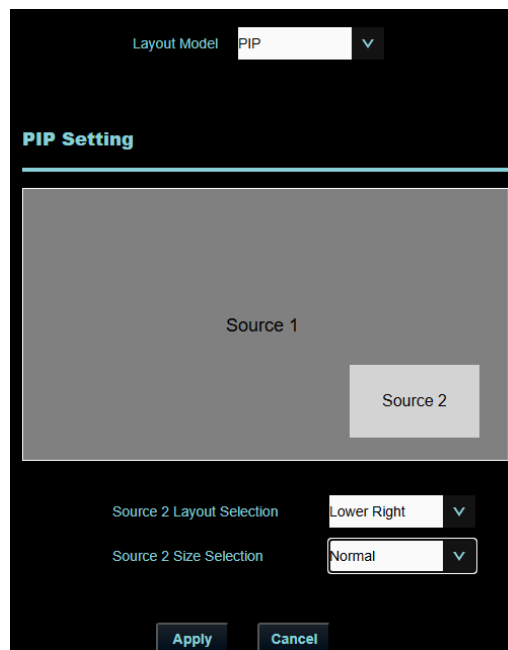 Layout Model PIP
PIP Setting
Source 1
Source 2
Source 2 Layout Selection Lower Right
Source 2 Size Selection Normal
Apply Cancel